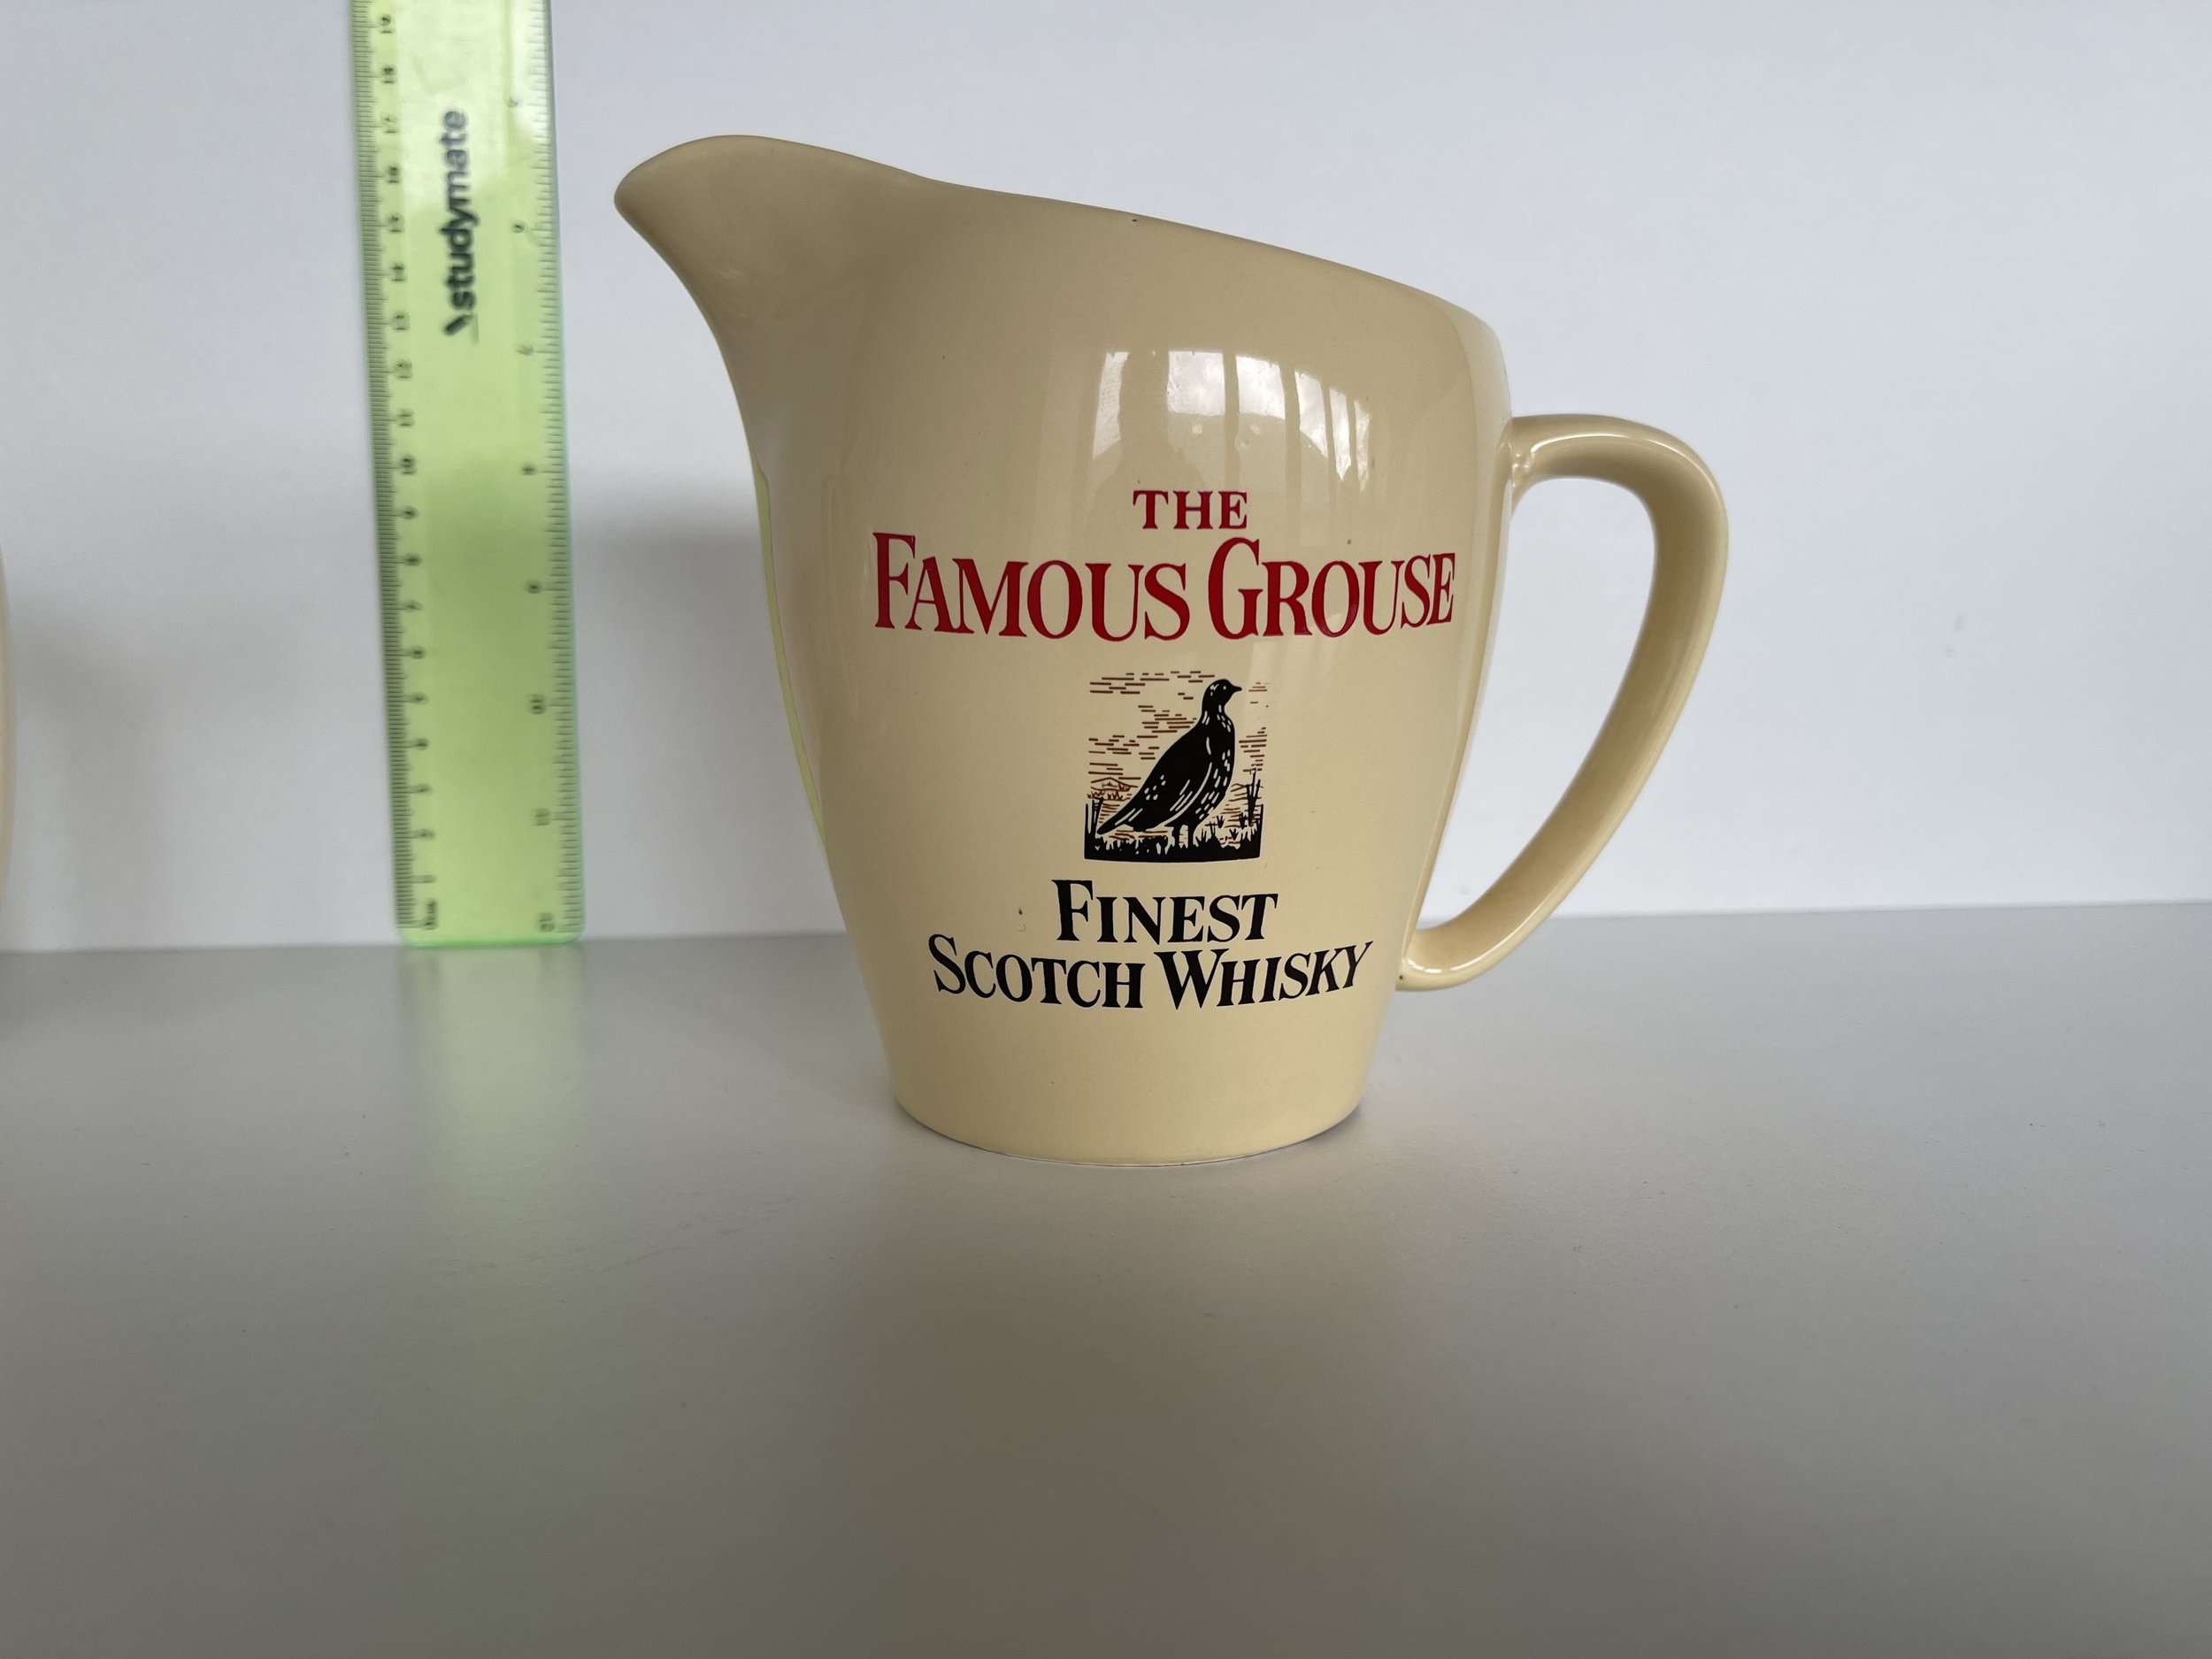 studymate
THE
FAMOUS GROUSE
FINEST
SCOTCH WHISKY